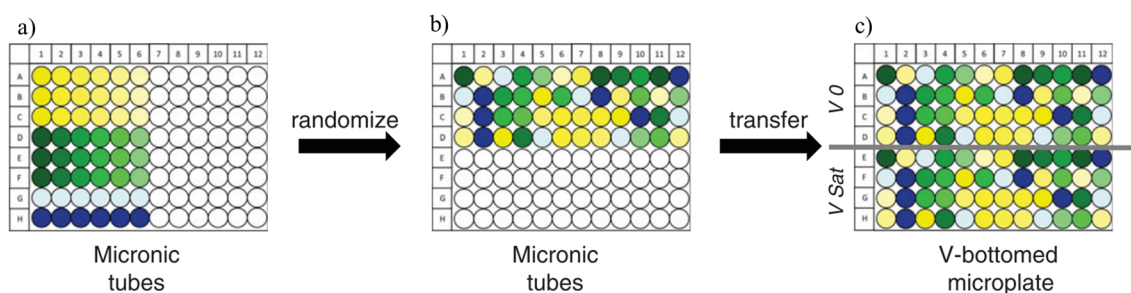 a)
1 2 3 4 5 6 7 8 9 10 11 12
A
B
C
D
E
F
G
H
Micronic
tubes
randomize
b)
1 2 3 4 5 6 7 8 9 10 11 12
A
B
C
D
E
F
G
H
Micronic
tubes
transfer
c)
1 2 3 4 5 6 7 8 9 10 11 12
V 0
A
B
C
D
V Sat
E
F
G
H
V-bottomed
microplate